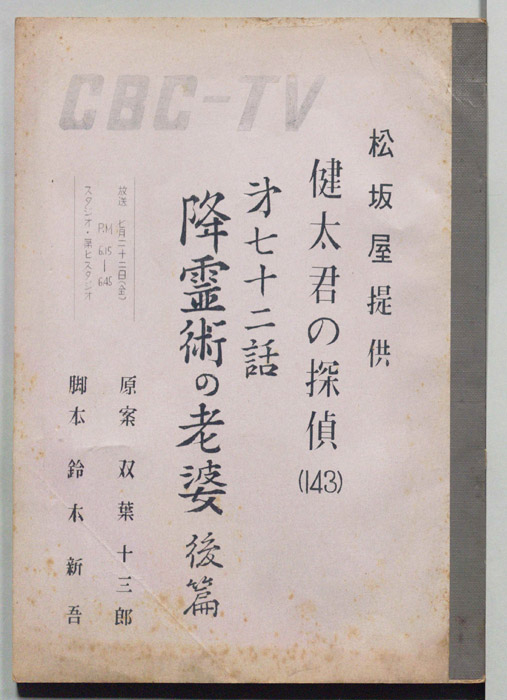 CBC-TV
松坂屋提供
健太君の探偵(143)
才七十二話
降霊術の老婆 後篇
放送 七月二十二日(金)
P.M. 6.15 — 6.45
スタジオ・第七スタジオ
原案 双葉十三郎
脚本 鈴木新吾